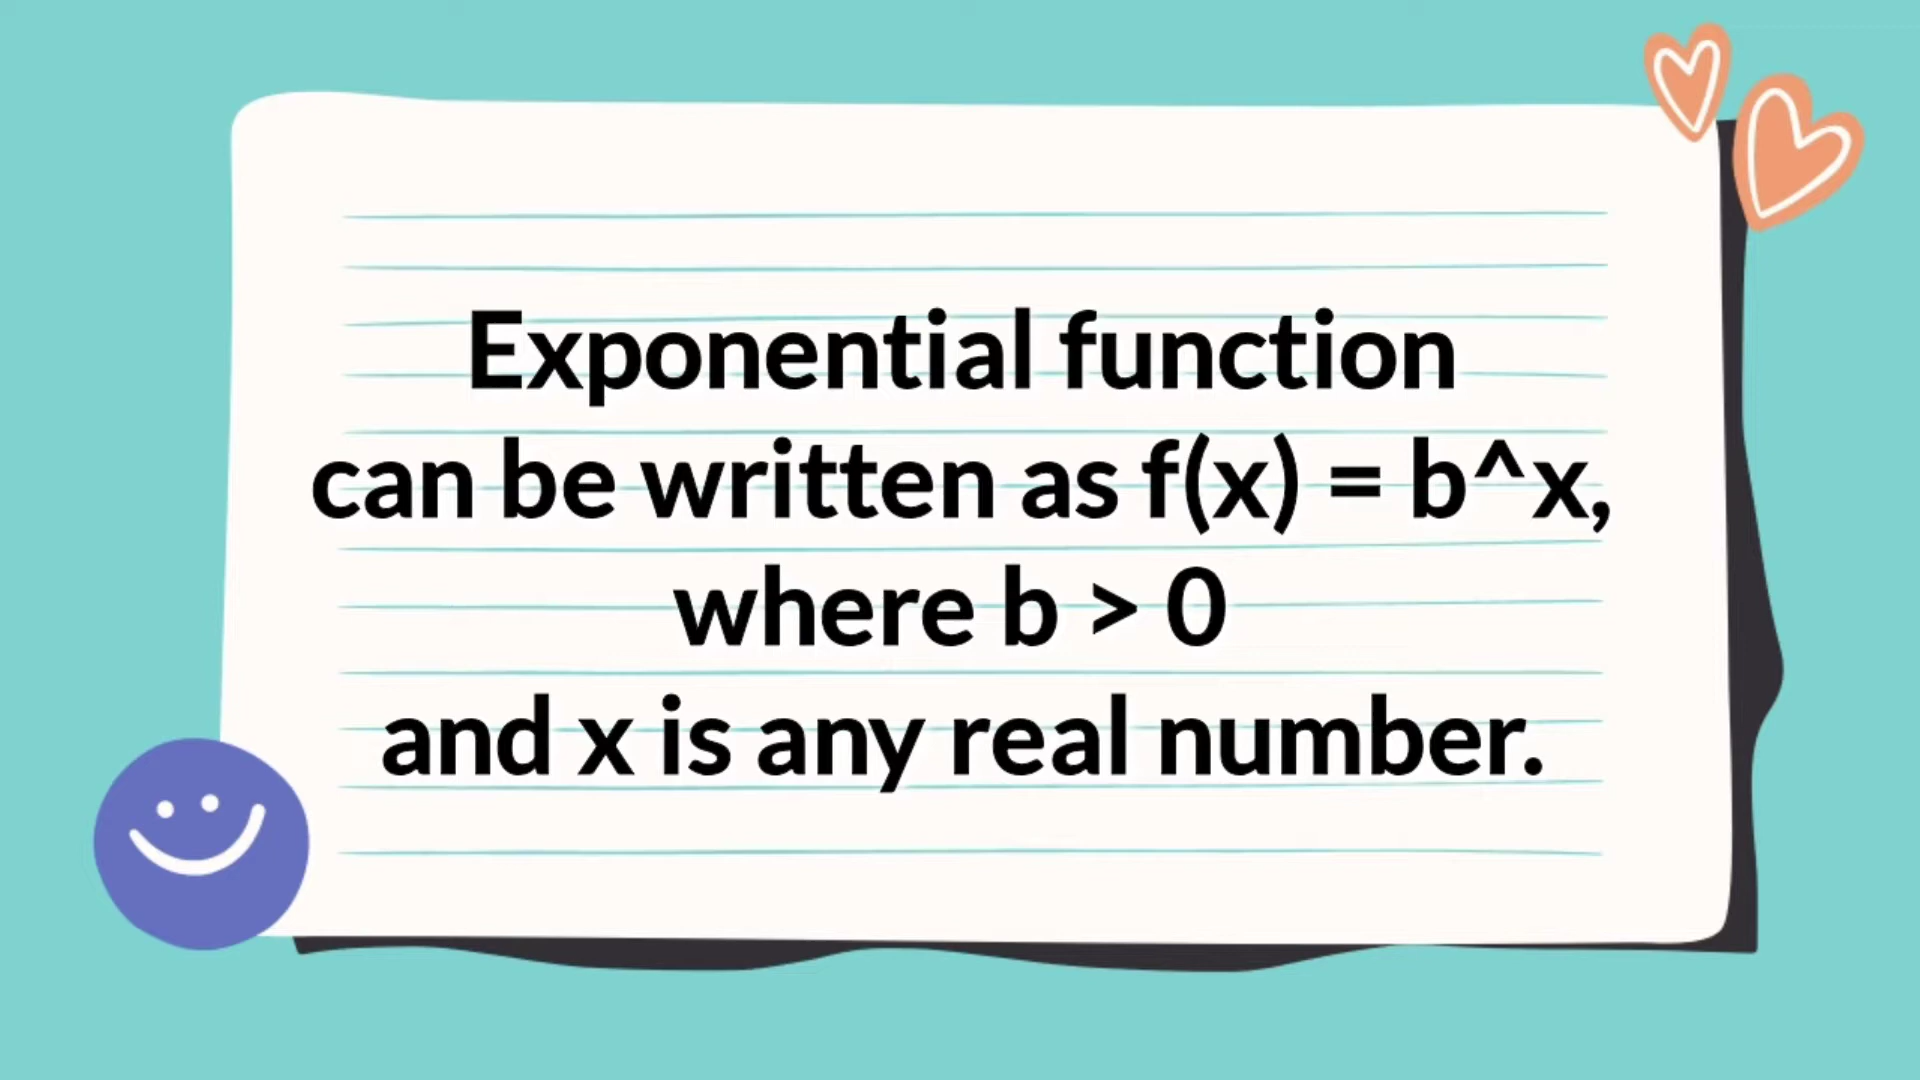 Exponential function
can be written as f(x) = b^x,
where b > 0
and x is any real number.